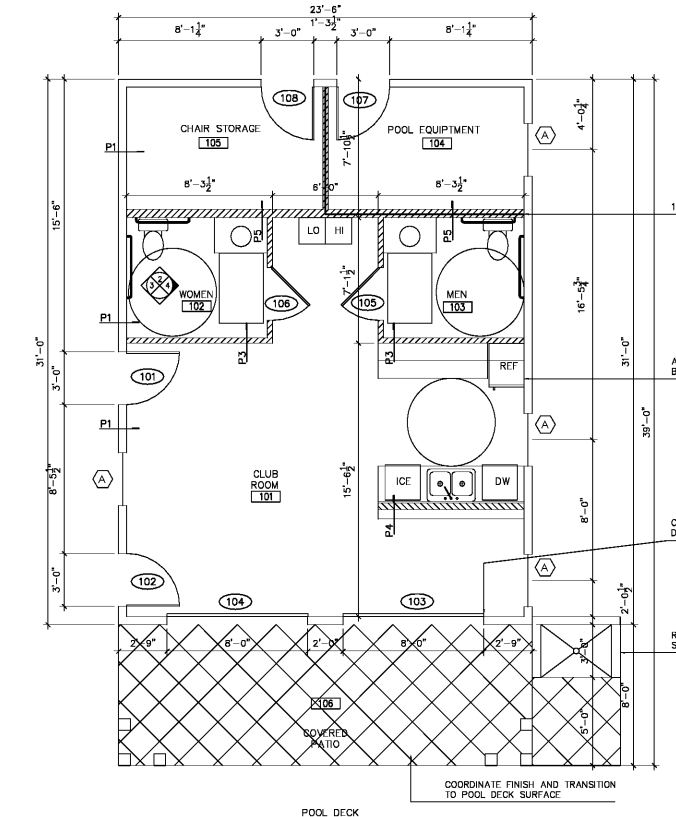 23'-6"
1'-3½"
8'-1¼" 3'-0" 3'-0" 8'-1¼"
108 107
4'-0½"
A
CHAIR STORAGE POOL EQUIPTMENT
105 104
P1
7'-10½"
8'-3½" 6'-0" 8'-3½"
15'-6"
1
P5 LO HI P5
7'-1½"
16'-5¾"
2
3 4
WOMEN
102
106 105
MEN
103
P1
P3 P3
31'-0" 31'-0"
39'-0"
3'-0"
101
REF
A
B
P1
A
8'-5½"
A
CLUB
ROOM
101
15'-6½"
ICE DW
P4
8'-0"
C
D
3'-0"
102
A
104 103
2'-0½"
2'-9" 8'-0" 2'-0" 8'-0" 2'-9"
3'-0"
R
S
8'-0"
106
COVERED
PATIO
5'-0"
COORDINATE FINISH AND TRANSITION
TO POOL DECK SURFACE
POOL DECK